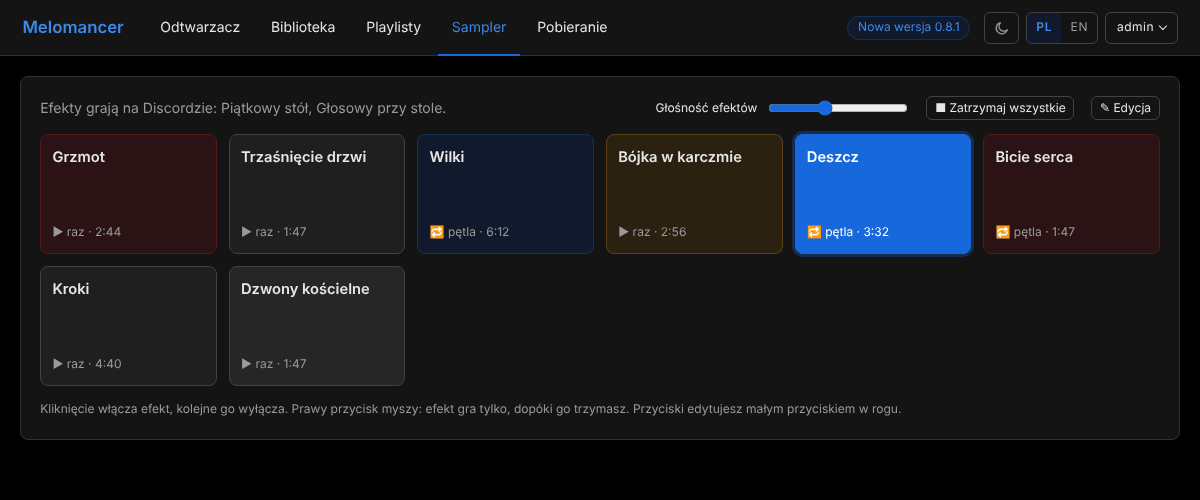 Melomancer Odtwarzacz Biblioteka Playlisty Sampler Pobieranie Nowa wersja 0.8.1 PL EN admin
Efekty grają na Discordzie: Piątkowy stół, Głosowy przy stole. Głośność efektów Zatrzymaj wszystkie Edycja
Grzmot
▶ raz · 2:44
Trzaśnięcie drzwi
▶ raz · 1:47
Wilki
🔁 pętla · 6:12
Bójka w karczmie
▶ raz · 2:56
Deszcz
🔁 pętla · 3:32
Bicie serca
🔁 pętla · 1:47
Kroki
▶ raz · 4:40
Dzwony kościelne
▶ raz · 1:47
Kliknięcie włącza efekt, kolejne go wyłącza. Prawy przycisk myszy: efekt gra tylko, dopóki go trzymasz. Przyciski edytujesz małym przyciskiem w rogu.